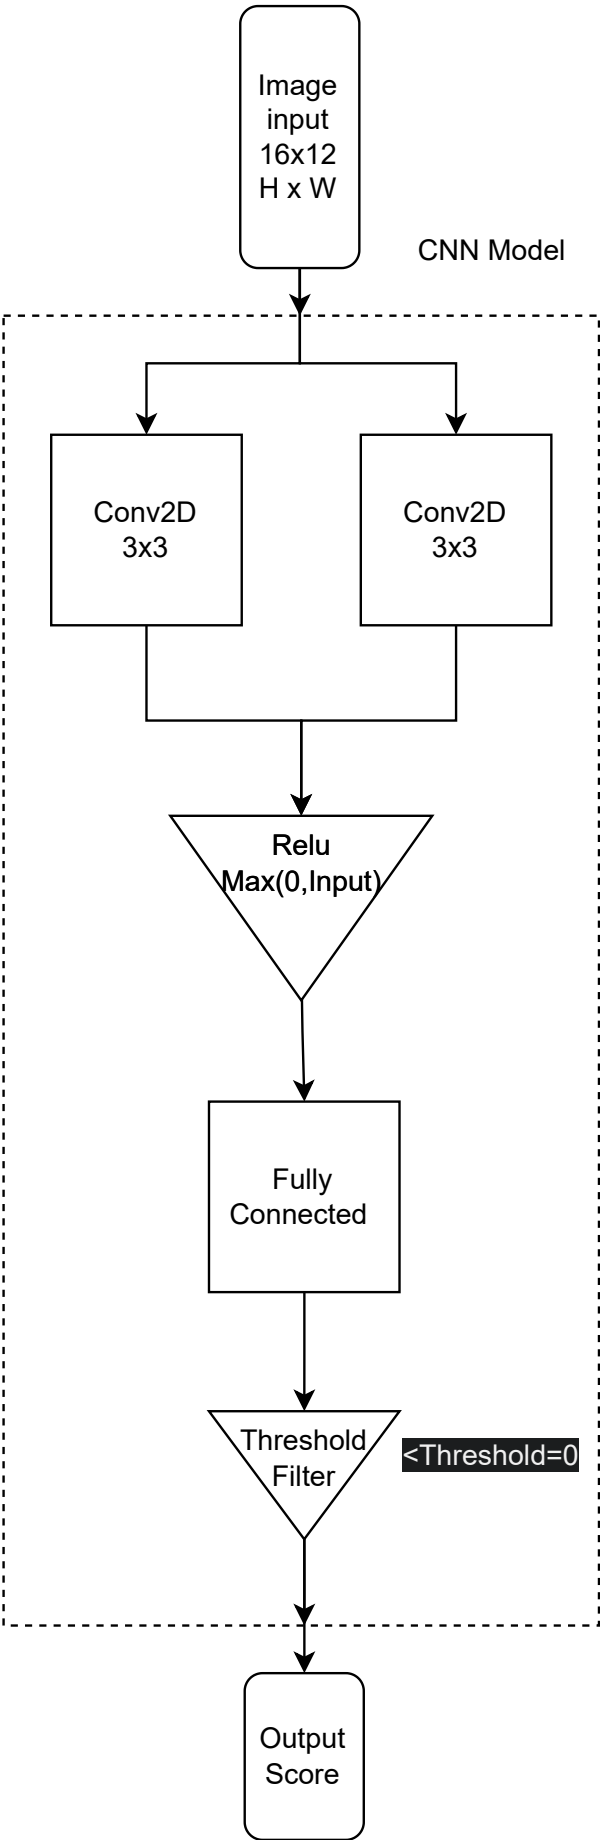 Image
input
16x12
H x W
CNN Model
Conv2D
3x3
Conv2D
3x3
Relu
Max(0,Input)
Fully
Connected
Threshold
Filter
<Threshold=0
Output
Score